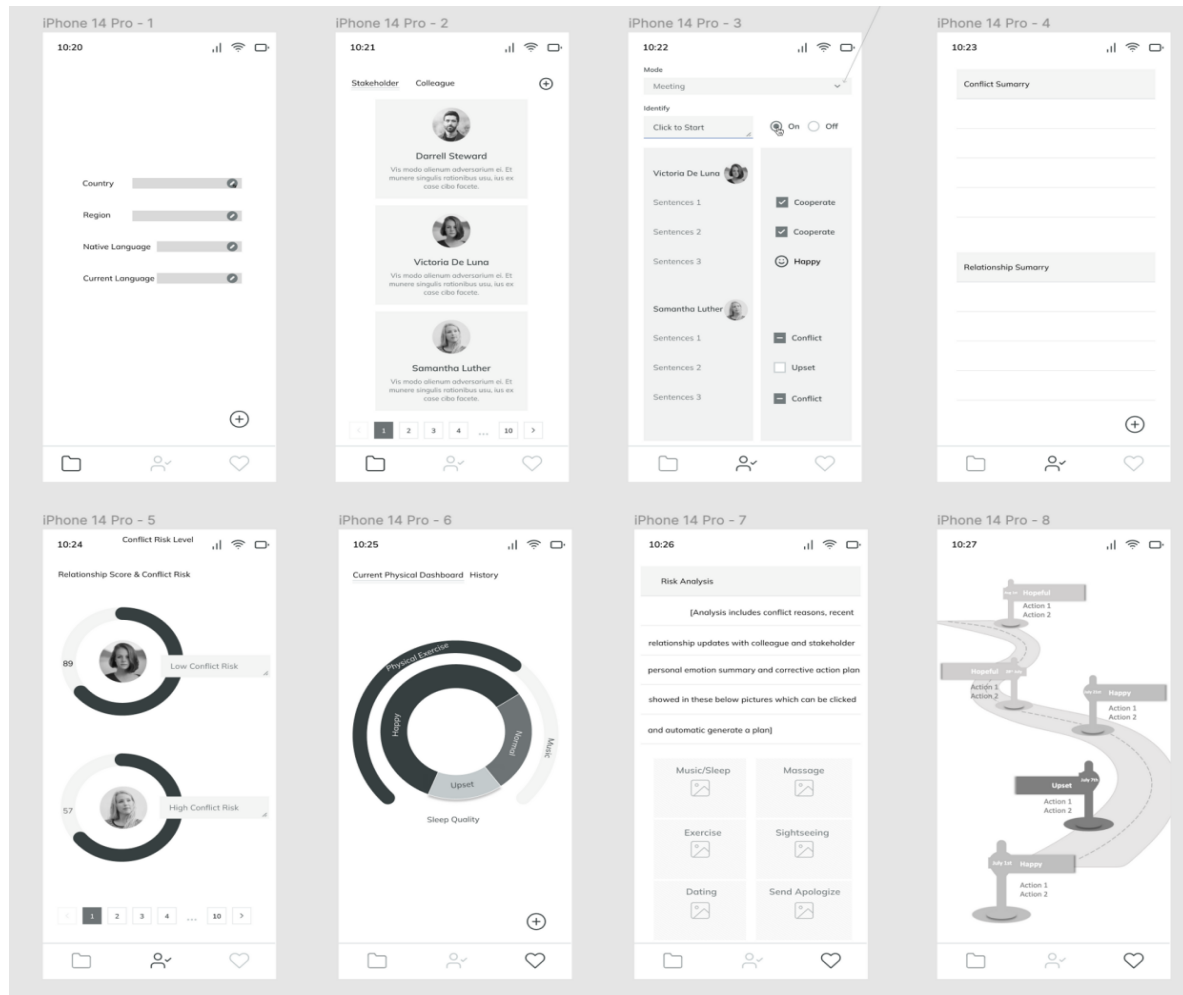 iPhone 14 Pro - 1
10:20
Country
Region
Native Language
Current Language
iPhone 14 Pro - 2
10:21
Stakeholder Colleague
Darrell Steward
Vis modo alienum adversarium ei. Et
munere singulis rationibus usu, ius ex
case cibo facete.
Victoria De Luna
Vis modo alienum adversarium ei. Et
munere singulis rationibus usu, ius ex
case cibo facete.
Samantha Luther
Vis modo alienum adversarium ei. Et
munere singulis rationibus usu, ius ex
case cibo facete.
1 2 3 4 ... 10
iPhone 14 Pro - 3
10:22
Mode
Meeting
Identify
Click to Start On Off
Victoria De Luna
Sentences 1 Cooperate
Sentences 2 Cooperate
Sentences 3 Happy
Samantha Luther
Sentences 1 Conflict
Sentences 2 Upset
Sentences 3 Conflict
iPhone 14 Pro - 4
10:23
Conflict Sumarry
Relationship Sumarry
iPhone 14 Pro - 5
10:24 Conflict Risk Level
Relationship Score & Conflict Risk
89 Low Conflict Risk
57 High Conflict Risk
1 2 3 4 ... 10
iPhone 14 Pro - 6
10:25
Current Physical Dashboard History
Physical Exercise
Happy
Normal
Music
Upset
Sleep Quality
iPhone 14 Pro - 7
10:26
Risk Analysis
[Analysis includes conflict reasons, recent
relationship updates with colleague and stakeholder
personal emotion summary and corrective action plan
showed in these below pictures which can be clicked
and automatic generate a plan]
Music/Sleep Massage
Exercise Sightseeing
Dating Send Apologize
iPhone 14 Pro - 8
10:27
Hopeful
Action 1
Action 2
Hopeful
Action 1
Action 2
Happy
Action 1
Action 2
Upset July 7th
Action 1
Action 2
July 1st Happy
Action 1
Action 2